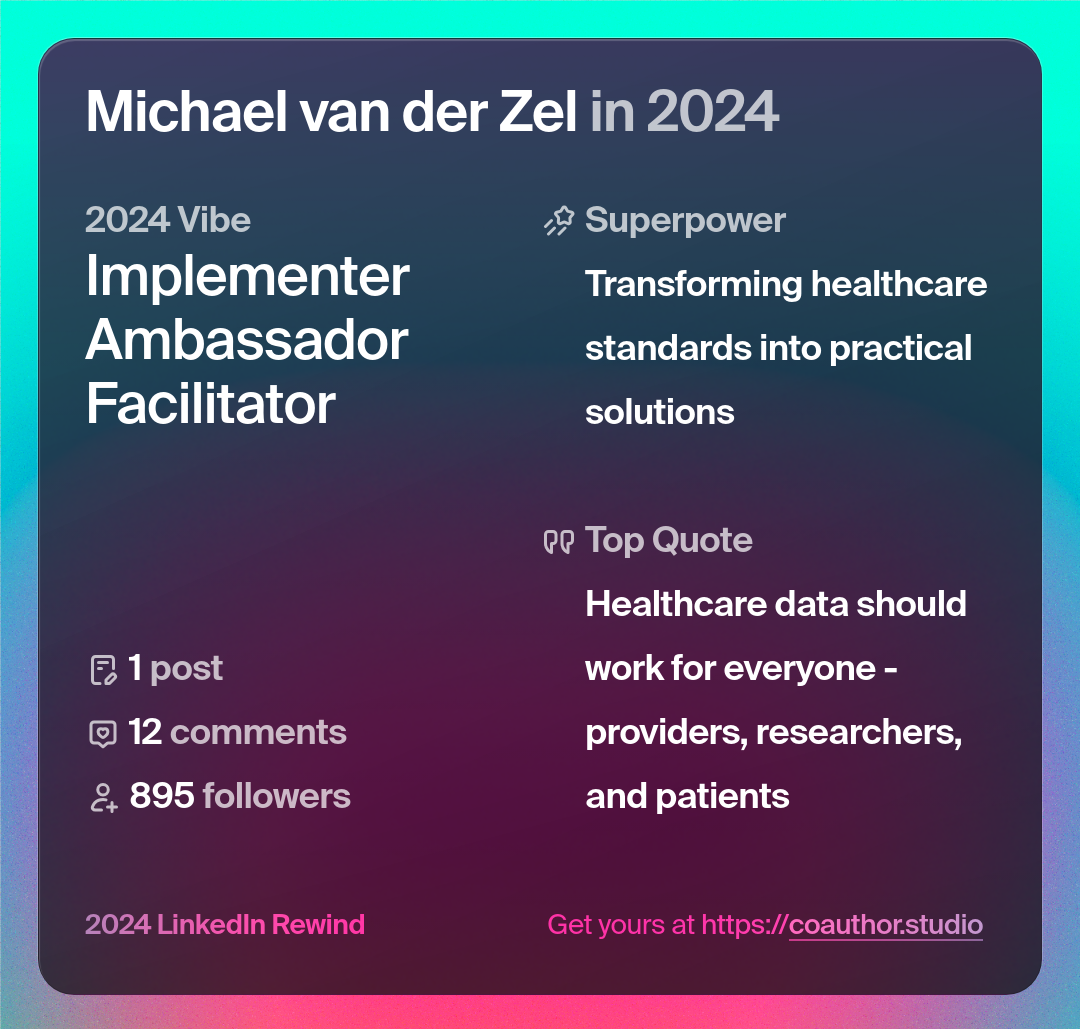 Michael van der Zel in 2024
2024 Vibe
Implementer
Ambassador
Facilitator
1 post
12 comments
895 followers
Superpower
Transforming healthcare
standards into practical
solutions
Top Quote
Healthcare data should
work for everyone -
providers, researchers,
and patients
2024 LinkedIn Rewind
Get yours at https://coauthor.studio